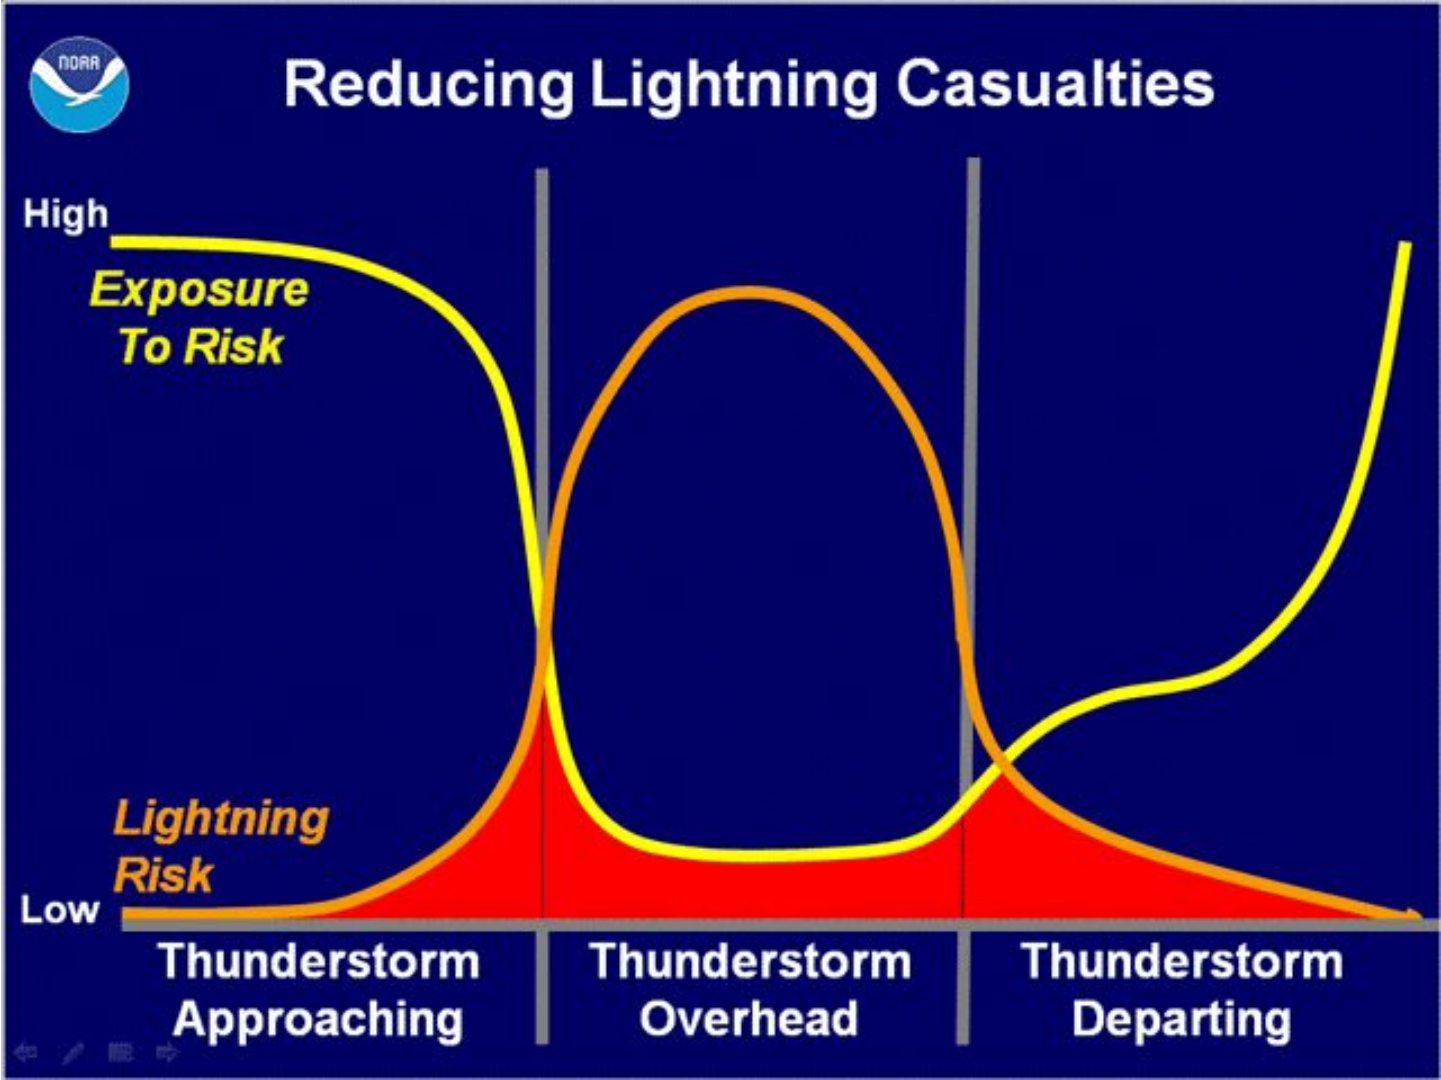 NOAA
Reducing Lightning Casualties
High
Exposure
To Risk
Lightning
Risk
Low
Thunderstorm
Approaching
Thunderstorm
Overhead
Thunderstorm
Departing